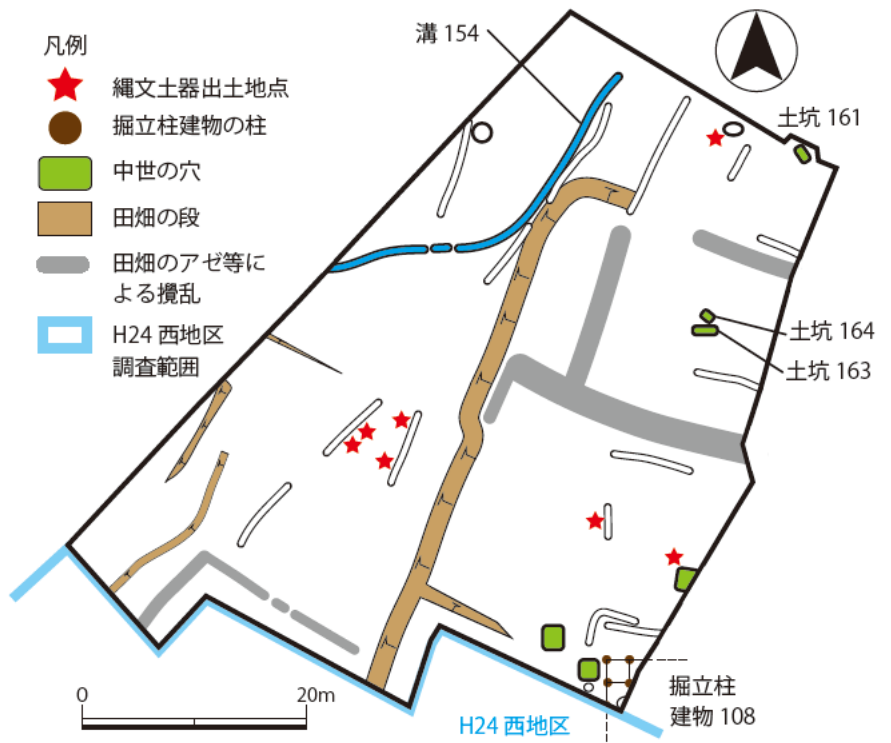 凡例
縄文土器出土地点
掘立柱建物の柱
中世の穴
田畑の段
田畑のアゼ等に
よる攪乱
H24 西地区
調査範囲
溝 154
土坑 161
土坑 164
土坑 163
掘立柱
建物 108
H24 西地区
0
20m